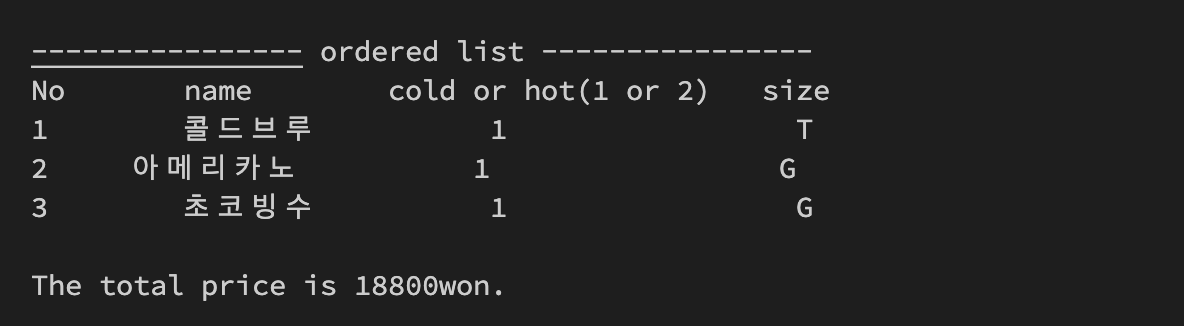 ---------------- ordered list ----------------
No name cold or hot(1 or 2) size
1 콜드브루 1 T
2 아메리카노 1 G
3 초코빙수 1 G
The total price is 18800won.